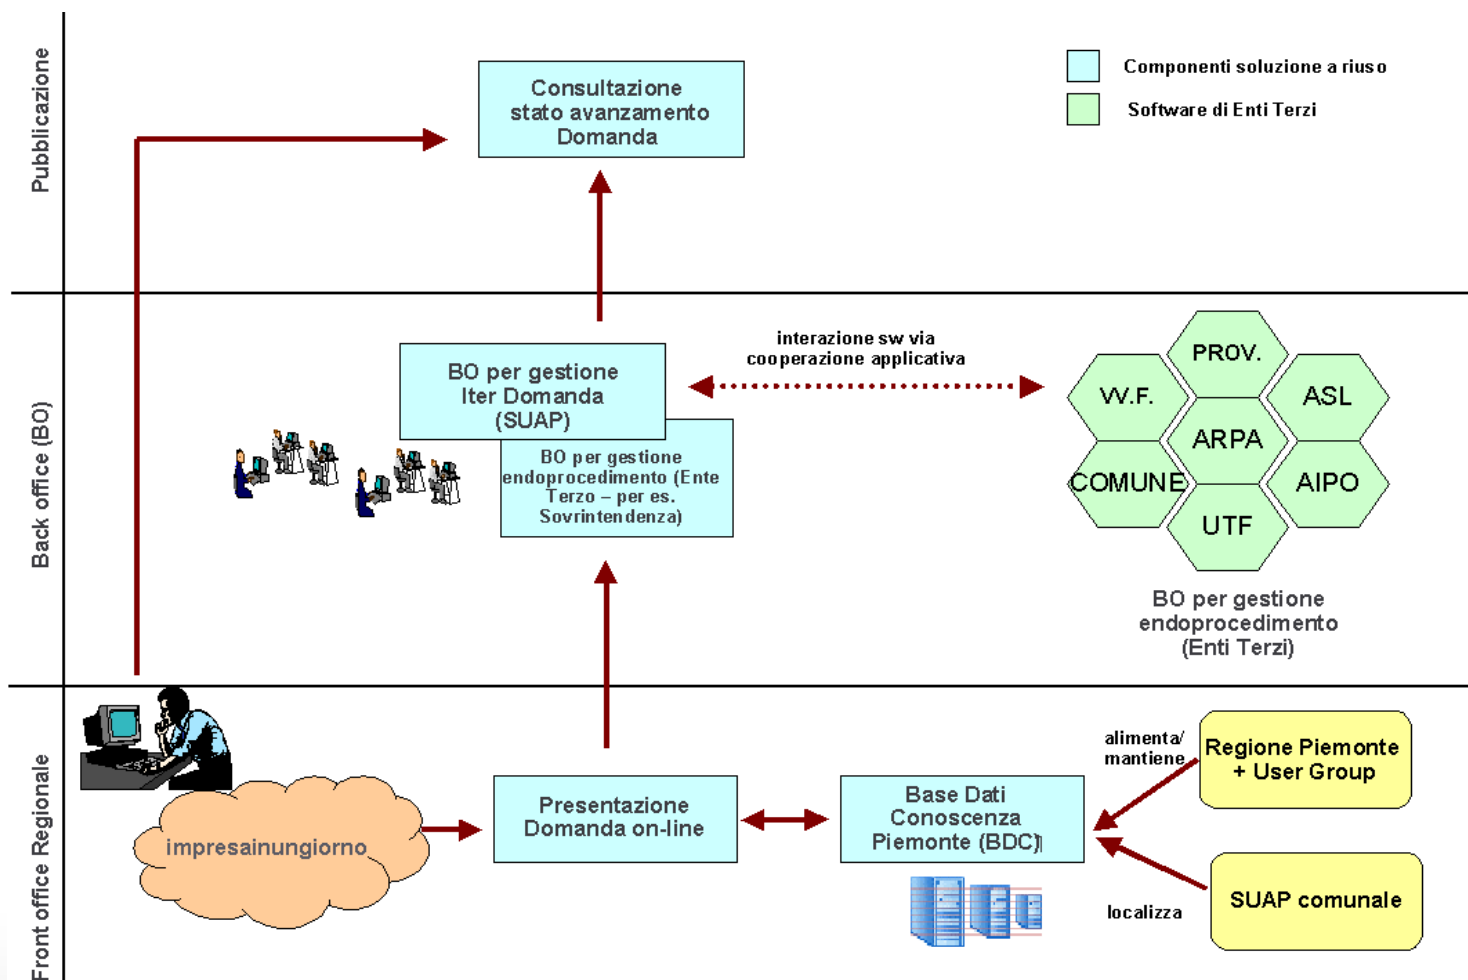 Pubblicazione
Consultazione
stato avanzamento
Domanda
Componenti soluzione a riuso
Software di Enti Terzi
Back office (BO)
BO per gestione
Iter Domanda
(SUAP)
BO per gestione
endoprocedimento (Ente
Terzo – per es.
Sovrintendenza)
interazione sw via
cooperazione applicativa
PROV.
VV.F.
ASL
ARPA
COMUNE
AIPO
UTF
BO per gestione
endoprocedimento
(Enti Terzi)
Front office Regionale
impresainungiorno
Presentazione
Domanda on-line
Base Dati
Conoscenza
Piemonte (BDC)
alimenta/
mantiene
Regione Piemonte
+ User Group
localizza
SUAP comunale